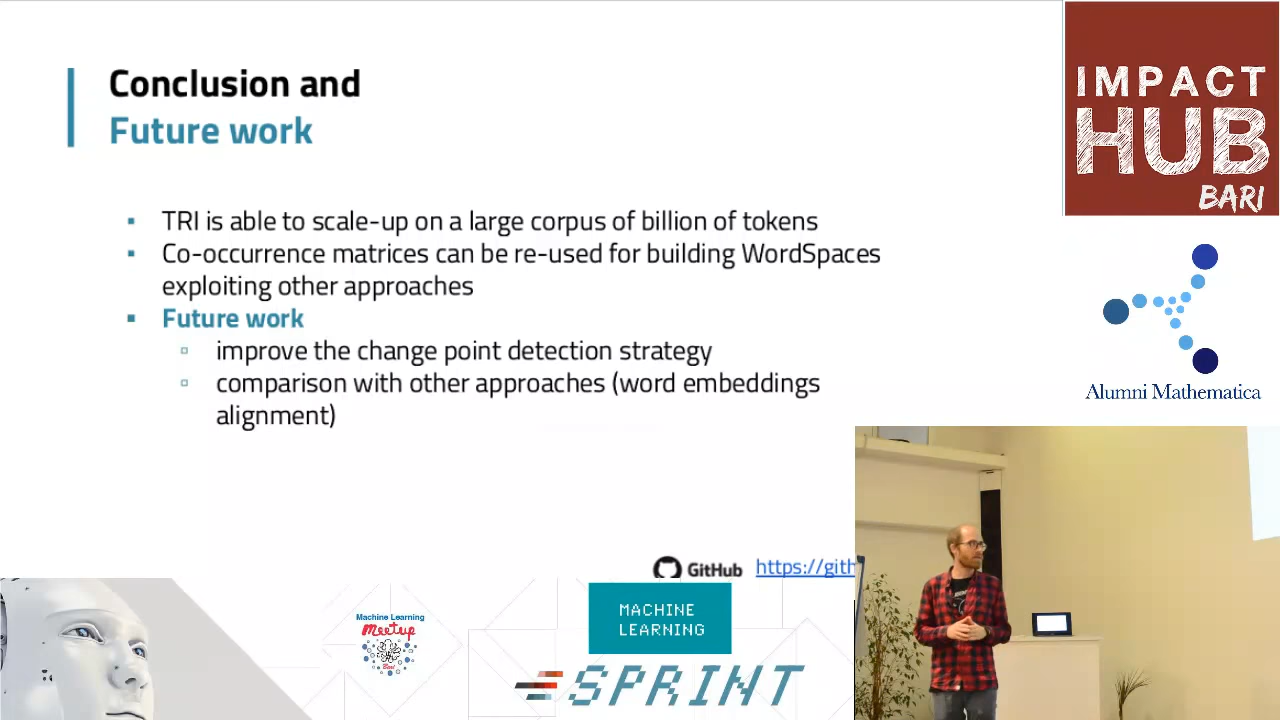 Conclusion and
Future work
TRI is able to scale-up on a large corpus of billion of tokens
Co-occurrence matrices can be re-used for building WordSpaces
exploiting other approaches
Future work
improve the change point detection strategy
comparison with other approaches (word embeddings
alignment)
GitHub https://gith
IMPACT
HUB
BARI
Alumni Mathematica
Machine Learning
Meetup
Bari
MACHINE
LEARNING
SPRINT